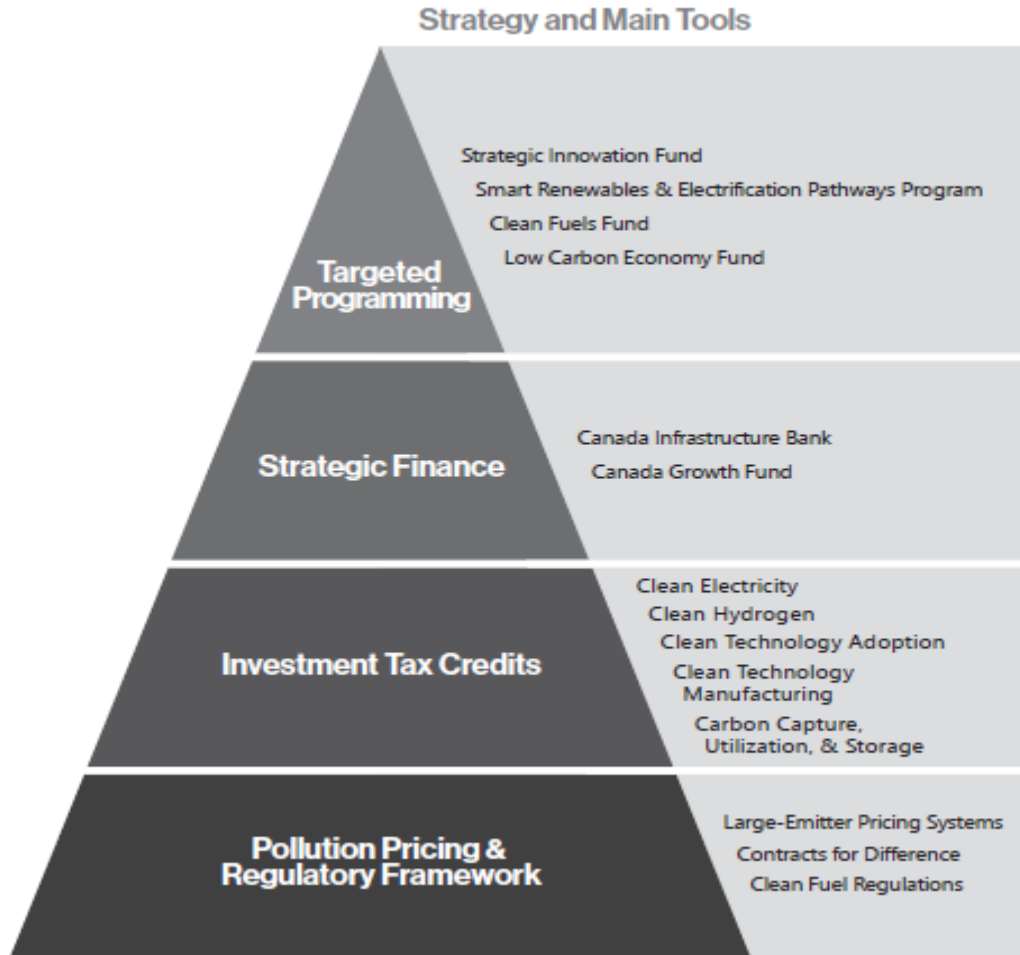 Strategy and Main Tools
Targeted
Programming
Strategic Innovation Fund
Smart Renewables & Electrification Pathways Program
Clean Fuels Fund
Low Carbon Economy Fund
Strategic Finance
Canada Infrastructure Bank
Canada Growth Fund
Investment Tax Credits
Clean Electricity
Clean Hydrogen
Clean Technology Adoption
Clean Technology
Manufacturing
Carbon Capture,
Utilization, & Storage
Pollution Pricing &
Regulatory Framework
Large-Emitter Pricing Systems
Contracts for Difference
Clean Fuel Regulations